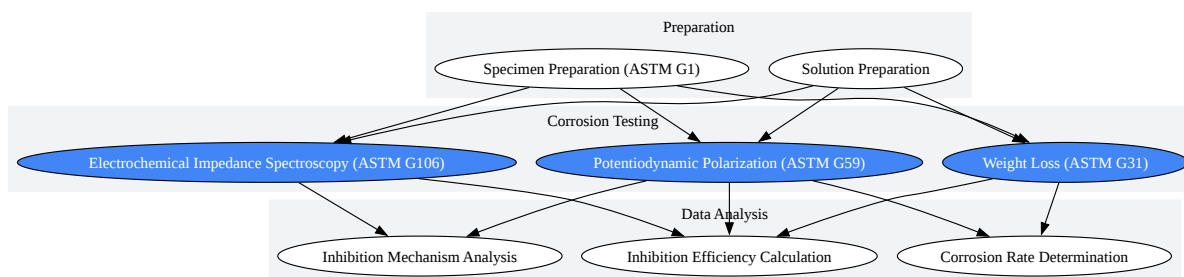 Preparation
Specimen Preparation (ASTM G1)
Solution Preparation
Corrosion Testing
Electrochemical Impedance Spectroscopy (ASTM G106)
Potentiodynamic Polarization (ASTM G59)
Weight Loss (ASTM G31)
Data Analysis
Inhibition Mechanism Analysis
Inhibition Efficiency Calculation
Corrosion Rate Determination